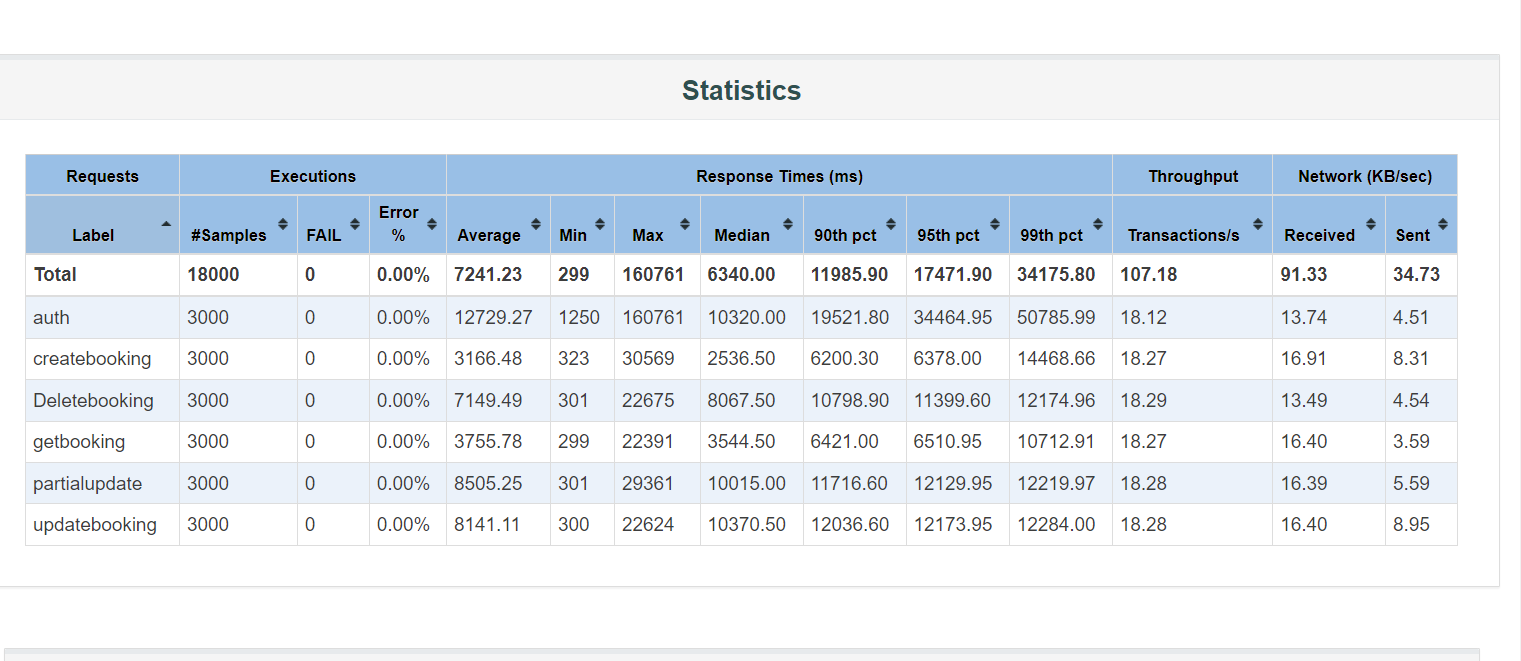 Statistics
Requests Executions Response Times (ms) Throughput Network (KB/sec)
Label #Samples FAIL Error % Average Min Max Median 90th pct 95th pct 99th pct Transactions/s Received Sent
Total 18000 0 0.00% 7241.23 299 160761 6340.00 11985.90 17471.90 34175.80 107.18 91.33 34.73
auth 3000 0 0.00% 12729.27 1250 160761 10320.00 19521.80 34464.95 50785.99 18.12 13.74 4.51
createbooking 3000 0 0.00% 3166.48 323 30569 2536.50 6200.30 6378.00 14468.66 18.27 16.91 8.31
Deletebooking 3000 0 0.00% 7149.49 301 22675 8067.50 10798.90 11399.60 12174.96 18.29 13.49 4.54
getbooking 3000 0 0.00% 3755.78 299 22391 3544.50 6421.00 6510.95 10712.91 18.27 16.40 3.59
partialupdate 3000 0 0.00% 8505.25 301 29361 10015.00 11716.60 12129.95 12219.97 18.28 16.39 5.59
updatebooking 3000 0 0.00% 8141.11 300 22624 10370.50 12036.60 12173.95 12284.00 18.28 16.40 8.95